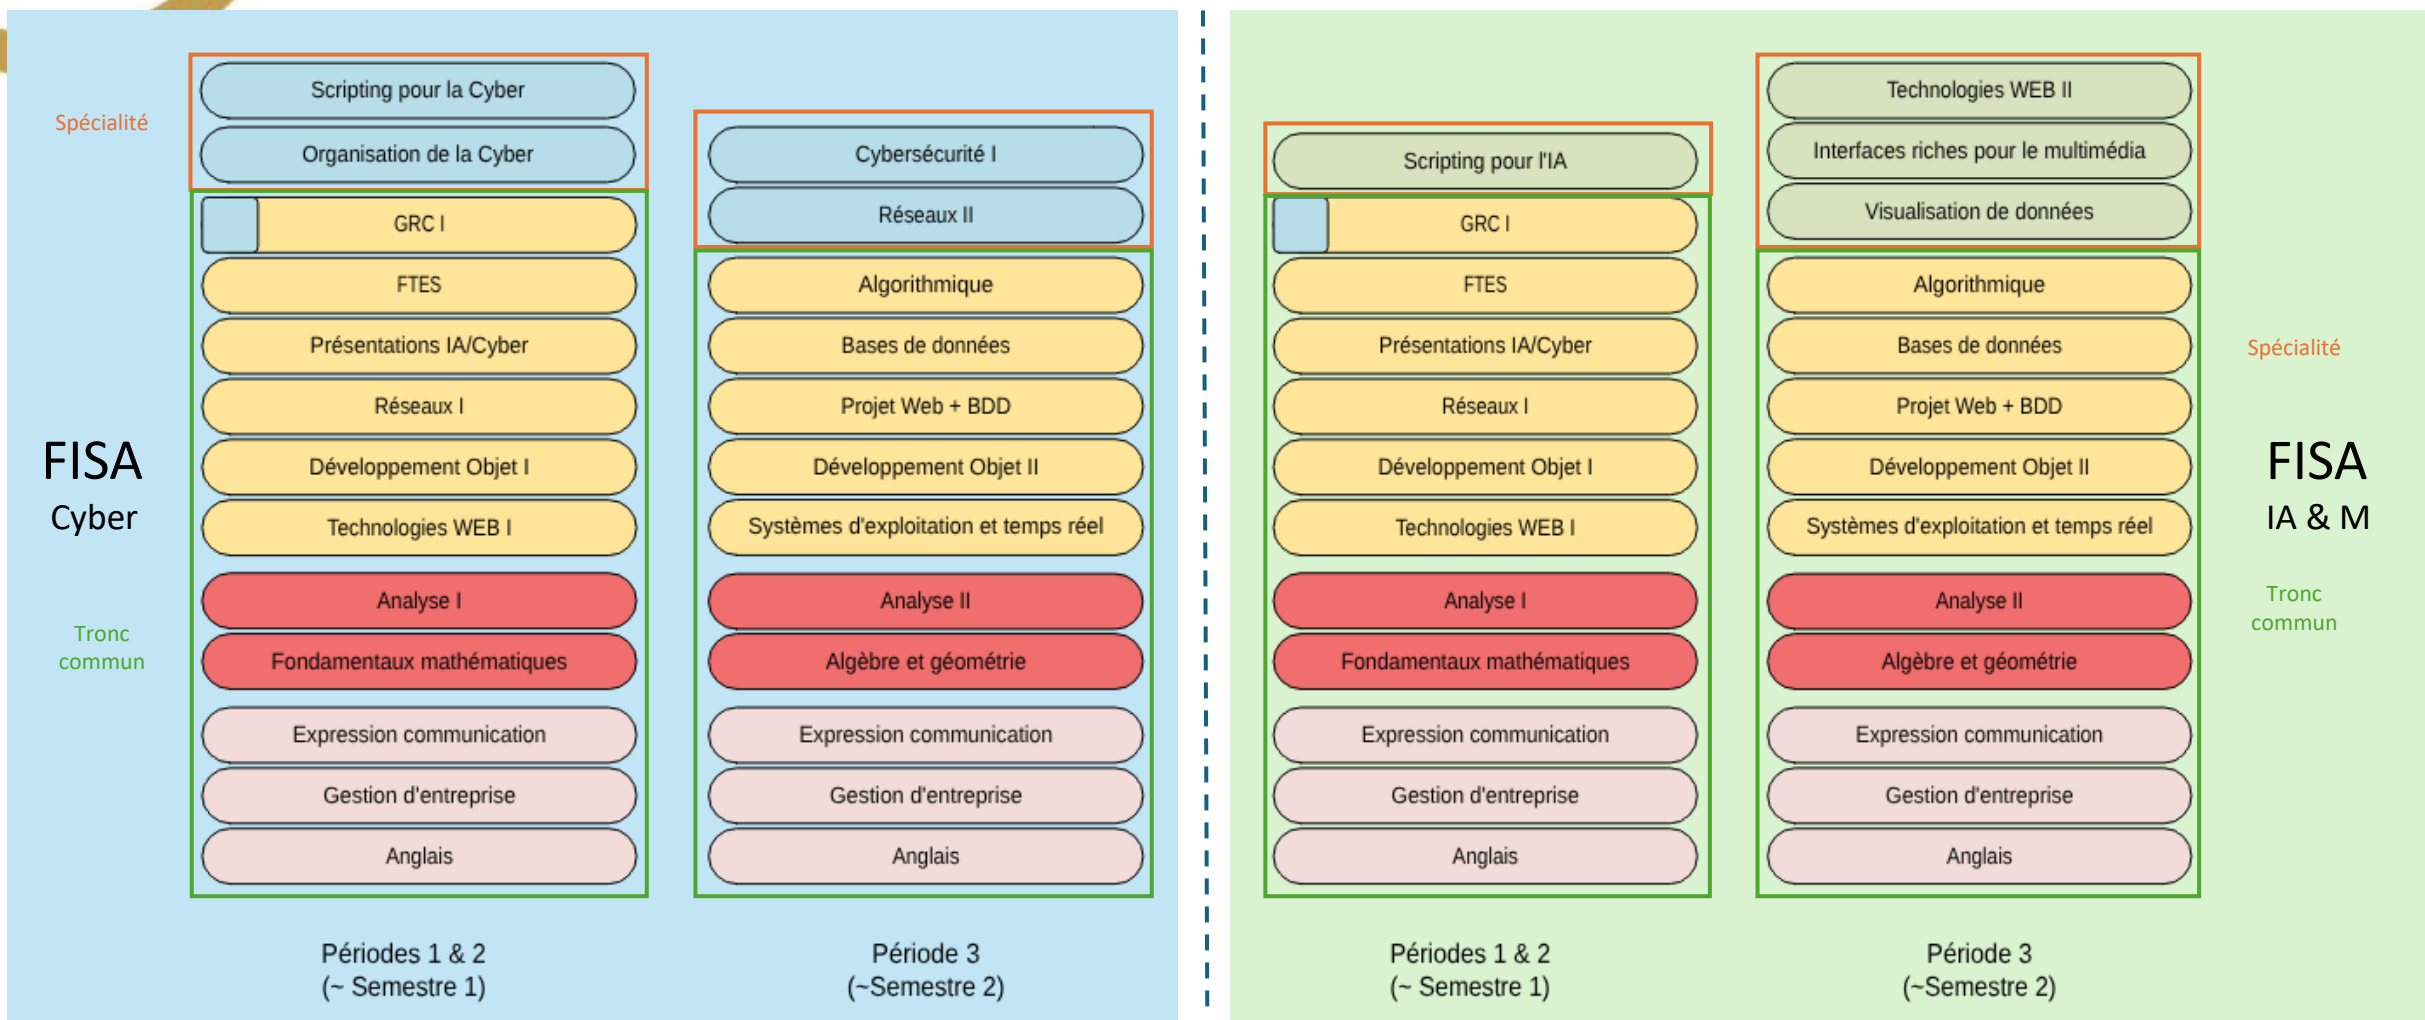 Spécialité
FISA
Cyber
Tronc
commun
Scripting pour la Cyber
Organisation de la Cyber
GRC I
FTES
Présentations IA/Cyber
Réseaux I
Développement Objet I
Technologies WEB I
Analyse I
Fondamentaux mathématiques
Expression communication
Gestion d'entreprise
Anglais
Périodes 1 & 2
(~ Semestre 1)
Cybersécurité I
Réseaux II
Algorithmique
Bases de données
Projet Web + BDD
Développement Objet II
Systèmes d'exploitation et temps réel
Analyse II
Algèbre et géométrie
Expression communication
Gestion d'entreprise
Anglais
Période 3
(~Semestre 2)
Scripting pour l'IA
GRC I
FTES
Présentations IA/Cyber
Réseaux I
Développement Objet I
Technologies WEB I
Analyse I
Fondamentaux mathématiques
Expression communication
Gestion d'entreprise
Anglais
Périodes 1 & 2
(~ Semestre 1)
Technologies WEB II
Interfaces riches pour le multimédia
Visualisation de données
Algorithmique
Bases de données
Projet Web + BDD
Développement Objet II
Systèmes d'exploitation et temps réel
Analyse II
Algèbre et géométrie
Expression communication
Gestion d'entreprise
Anglais
Période 3
(~Semestre 2)
Spécialité
FISA
IA & M
Tronc
commun